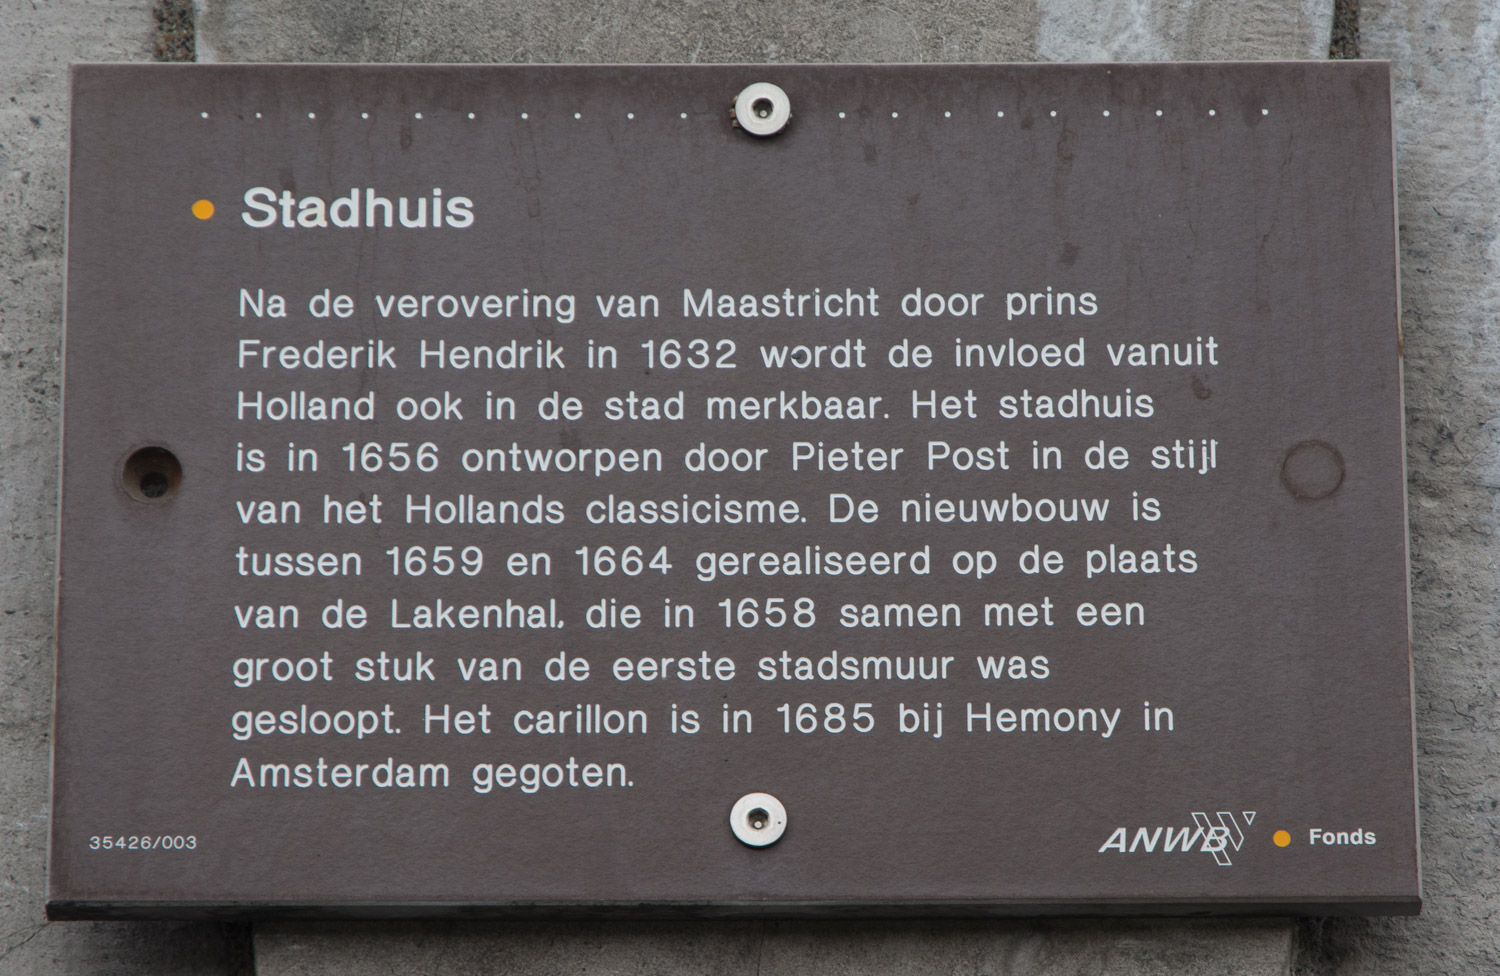 Stadhuis
Na de verovering van Maastricht door prins
Frederik Hendrik in 1632 wordt de invloed vanuit
Holland ook in de stad merkbaar. Het stadhuis
is in 1656 ontworpen door Pieter Post in de stijl
van het Hollands classicisme. De nieuwbouw is
tussen 1659 en 1664 gerealiseerd op de plaats
van de Lakenhal, die in 1658 samen met een
groot stuk van de eerste stadsmuur was
gesloopt. Het carillon is in 1685 bij Hemony in
Amsterdam gegoten.
35426/003
ANWB Fonds